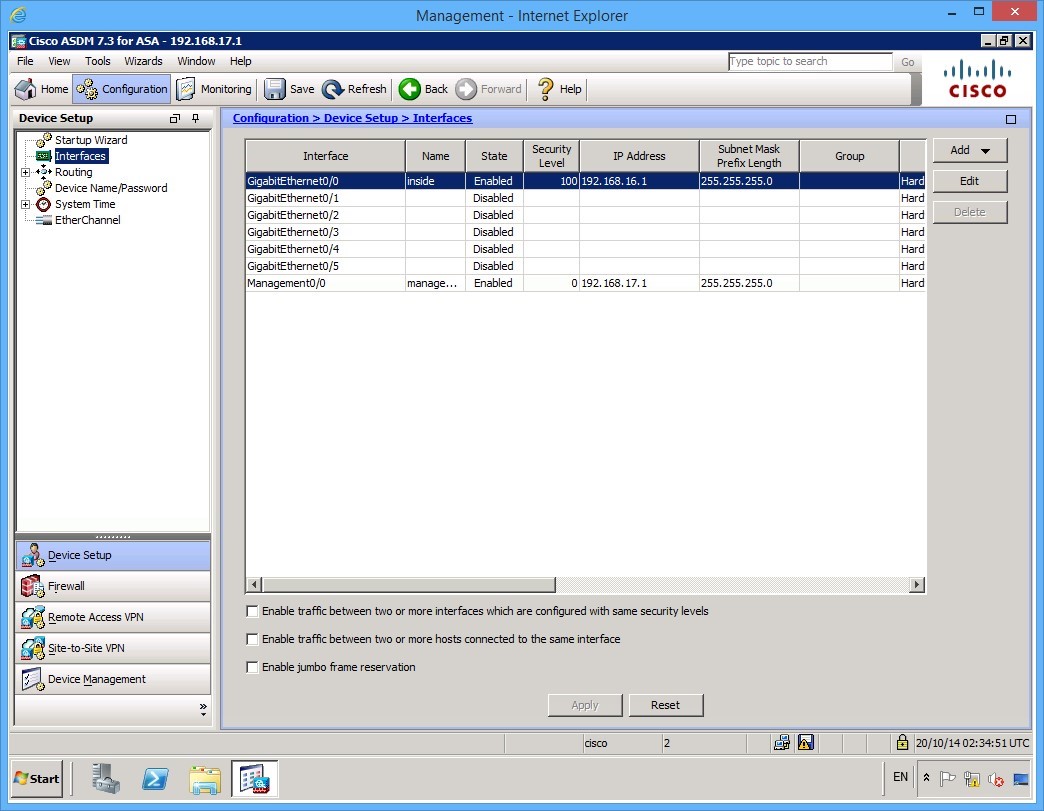 Management - Internet Explorer
Cisco ASDM 7.3 for ASA - 192.168.17.1
File View Tools Wizards Window Help
Type to​pic to search Go
Home Configuration Monitoring Save Refresh Back Forward Help
CISCO
Device Setup
Startup Wizard
Interfaces
Routing
Device Name/Password
System Time
EtherChannel
Device Setup
Firewall
Remote Access VPN
Site-to-Site VPN
Device Management
Configuration > Device Setup > Interfaces
Interface Name State Security Level IP Address Subnet Mask Prefix Length Group
GigabitEthernet0/0 inside Enabled 100 192.168.16.1 255.255.255.0 Hard
GigabitEthernet0/1 Disabled Hard
GigabitEthernet0/2 Disabled Hard
GigabitEthernet0/3 Disabled Hard
GigabitEthernet0/4 Disabled Hard
GigabitEthernet0/5 Disabled Hard
Management0/0 manage... Enabled 0 192.168.17.1 255.255.255.0 Hard
Add
Edit
Delete
Enable traffic between two or more interfaces which are configured with same security levels
Enable traffic between two or more hosts connected to the same interface
Enable jumbo frame reservation
Apply Reset
cisco 2 20/10/14 02:34:51 UTC
Start EN